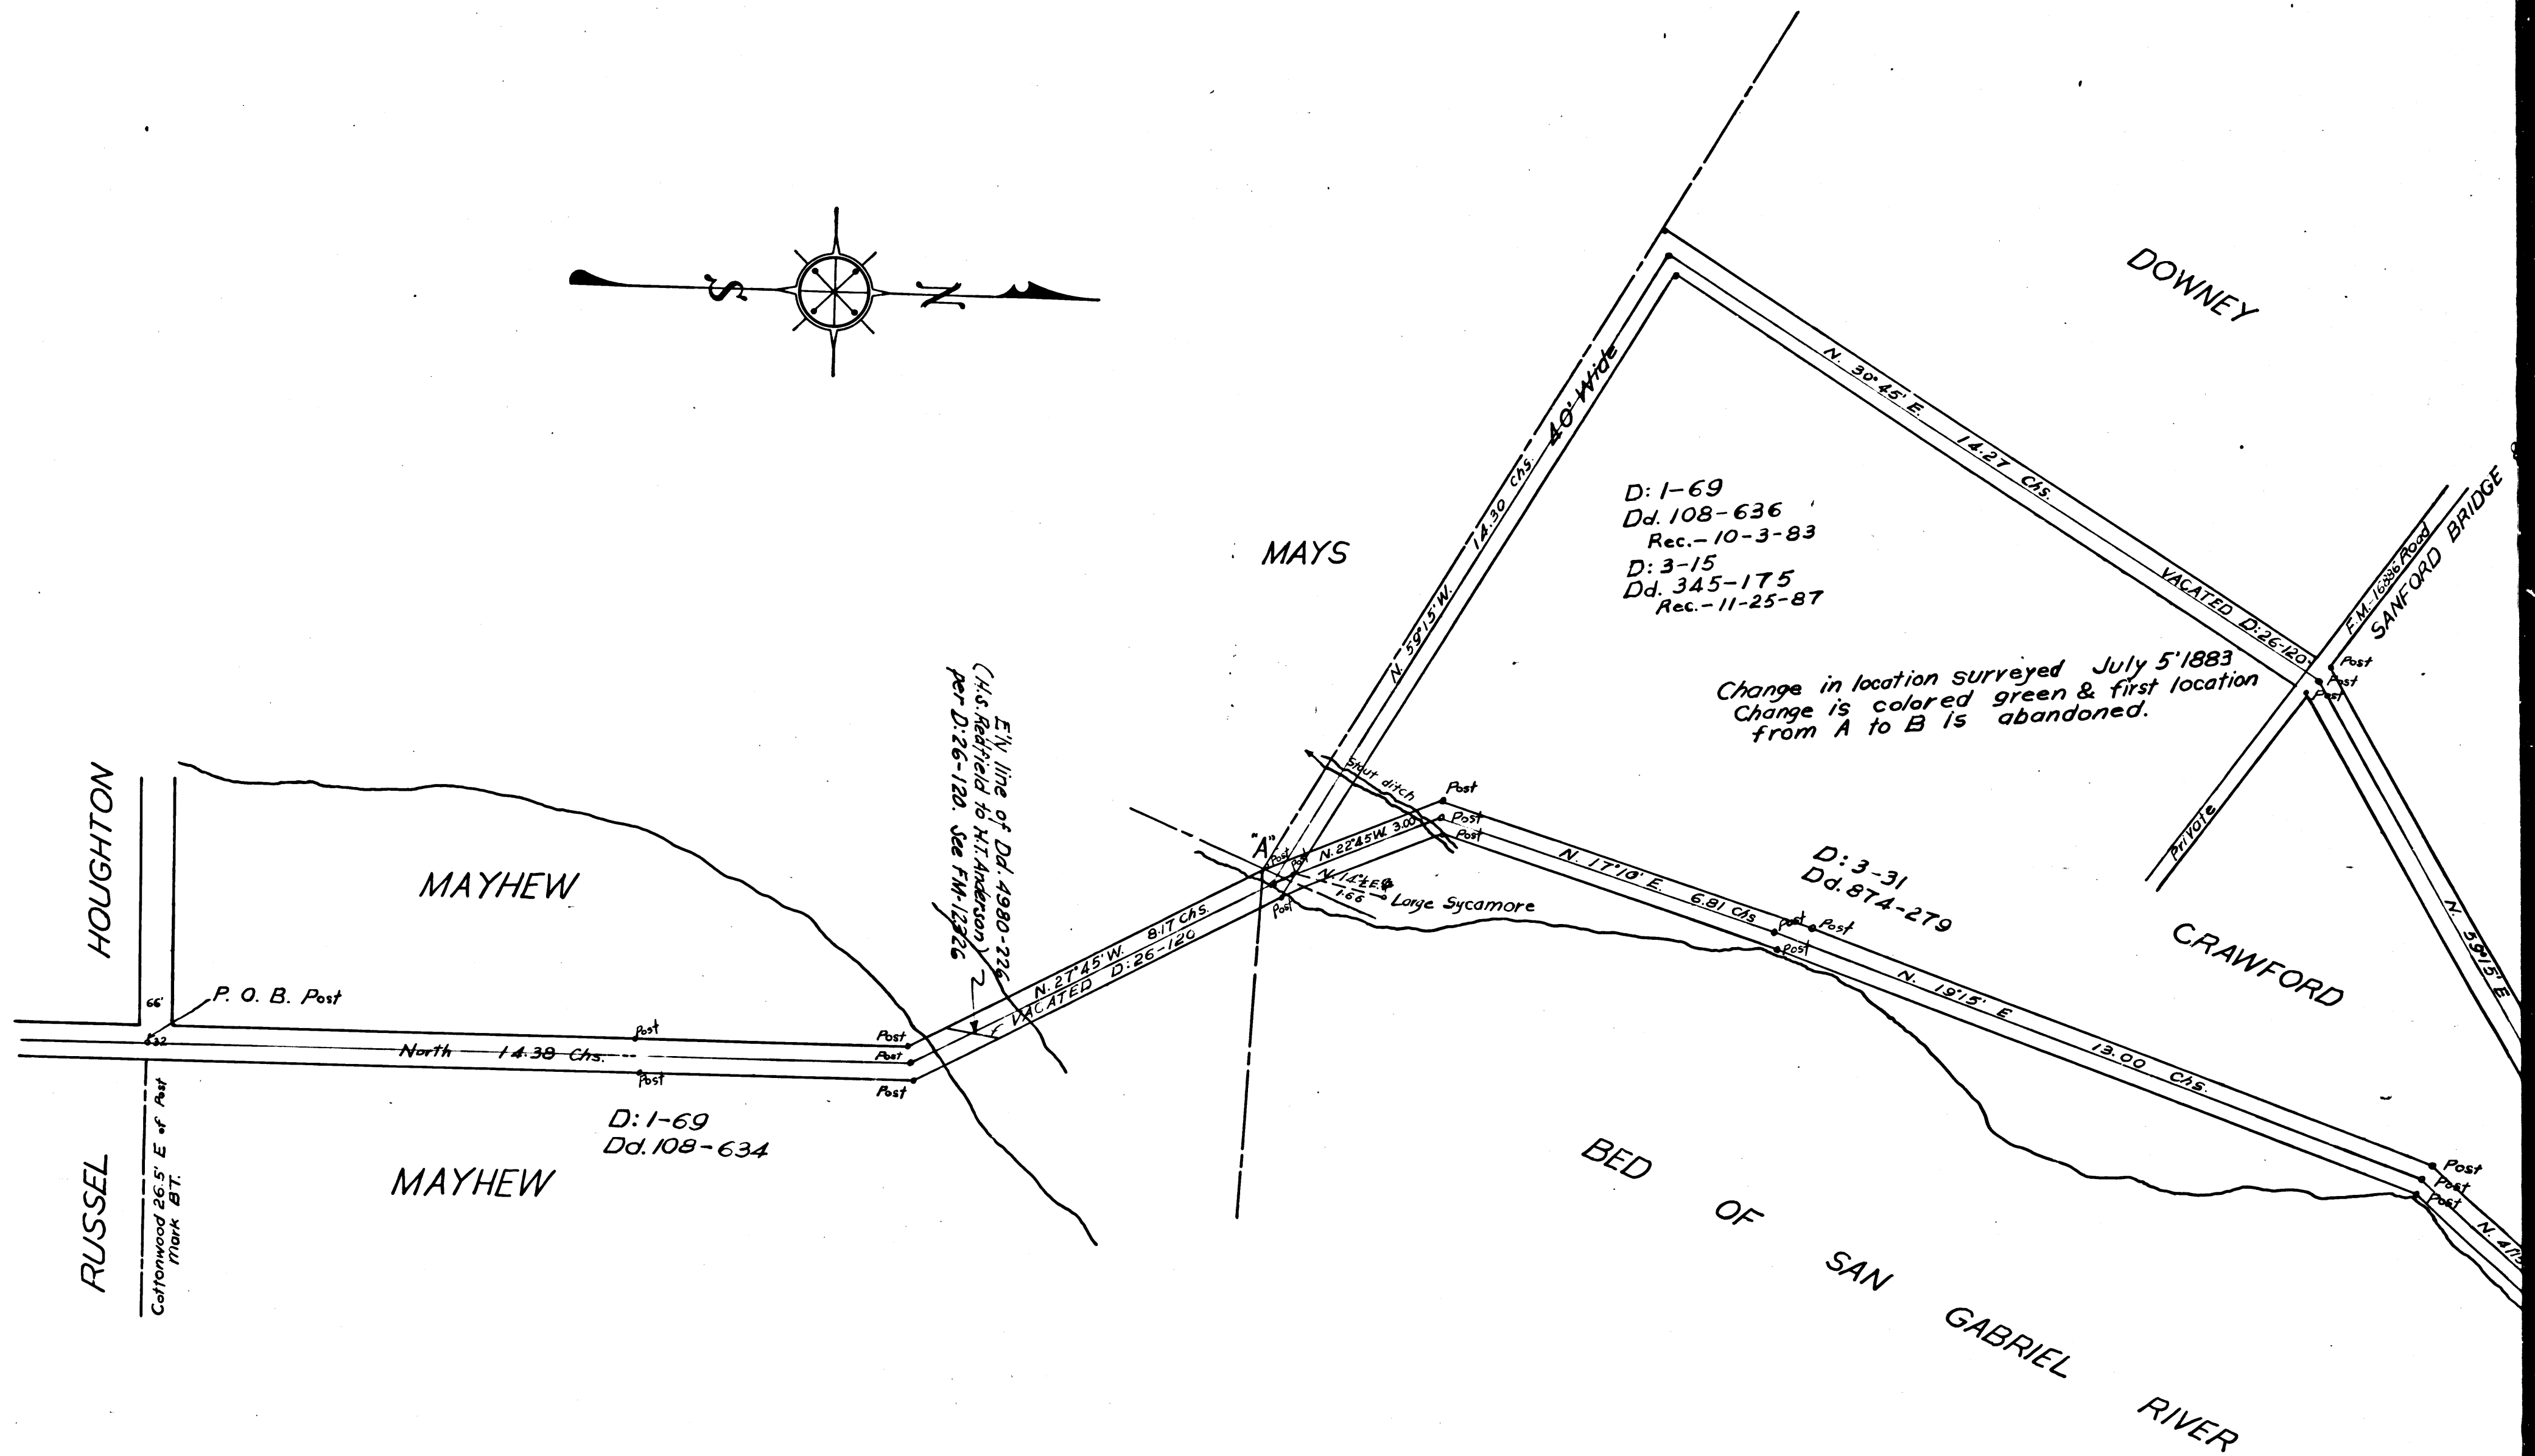 S
N
DOWNEY
N. 30°45' E. 14.27 Chs.
VACATED D:26-120
40' Wide
14.30 Chs.
N. 59°15' W.
MAYS
D: 1-69
Dd. 108-636
Rec.- 10-3-83
D: 3-15
Dd. 345-175
Rec.- 11-25-87
F.M.-16886 Road
SANFORD BRIDGE
Post
Post
Post
Private
Change in location surveyed July 5' 1883
Change is colored green & first location
from A to B is abandoned.
E'ly line of Dd. 4980-226
(H.S. Redfield to H.T. Anderson)
per D:26-120. See FM-12326
HOUGHTON
MAYHEW
66'
P. O. B. Post
North 14.38 Chs.
Post
Post
Post
Post
Post
RUSSEL
Cottonwood 26.5' E of Post
Mark BT.
MAYHEW
D: 1-69
Dd. 108-634
N. 27°45' W. 8.17 Chs.
VACATED D:26-120
"A"
Post
Post
Post
ditch
N. 22°45' W. 3.00
1.66
Large Sycamore
Post
Post
Post
N. 17°10' E. 6.81 Chs
Post
Post
Post
D: 3-31
Dd. 874-279
CRAWFORD
N. 59°15' E
N. 19°15' E 13.00 Chs.
Post
Post
Post
BED OF SAN GABRIEL RIVER